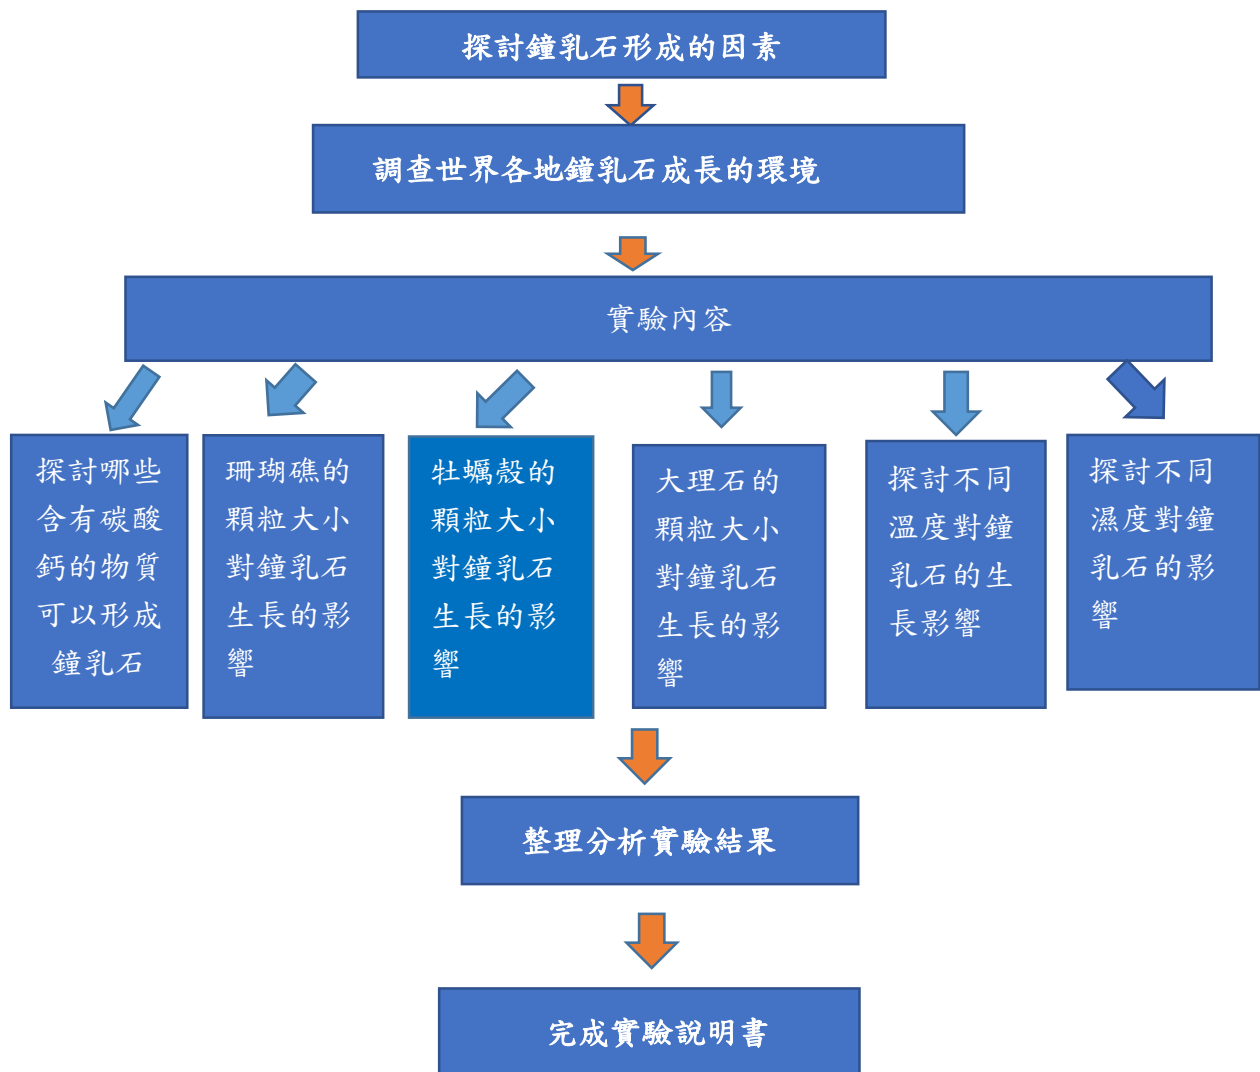 探討鐘乳石形成的因素
調查世界各地鐘乳石成長的環境
實驗內容
探討哪些
含有碳酸
鈣的物質
可以形成
鐘乳石
珊瑚礁的
顆粒大小
對鐘乳石
生長的影
響
牡蠣殼的
顆粒大小
對鐘乳石
生長的影
響
大理石的
顆粒大小
對鐘乳石
生長的影
響
探討不同
溫度對鐘
乳石的生
長影響
探討不同
濕度對鐘
乳石的影
響
整理分析實驗結果
完成實驗說明書